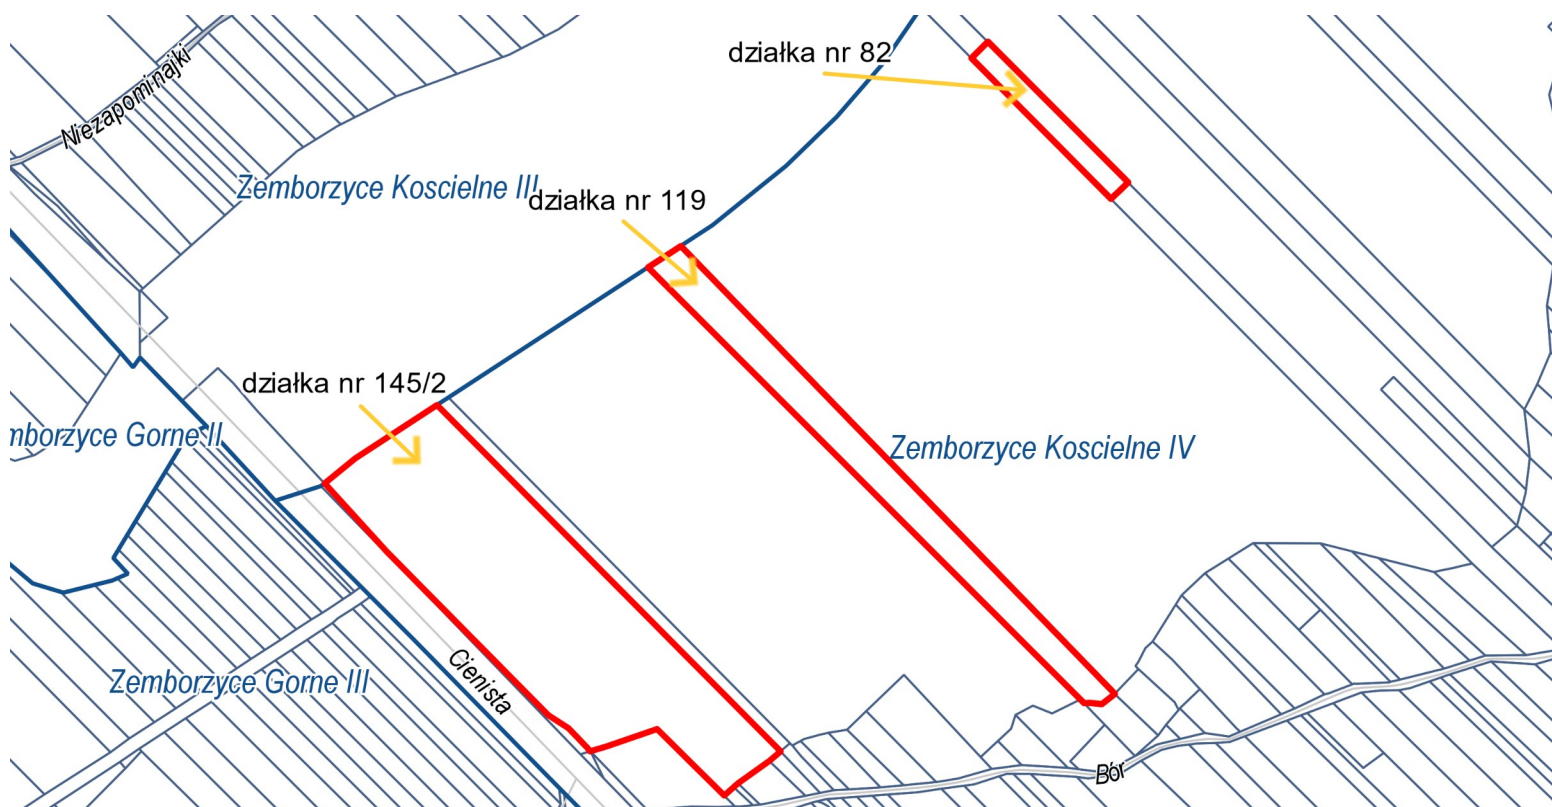 działka nr 82
Niezapominajki
Zemborzyce Koscielne III
działka nr 119
działka nr 145/2
mborzyce Gorne II
Zemborzyce Koscielne IV
Zemborzyce Gorne III
Cienista
Bór